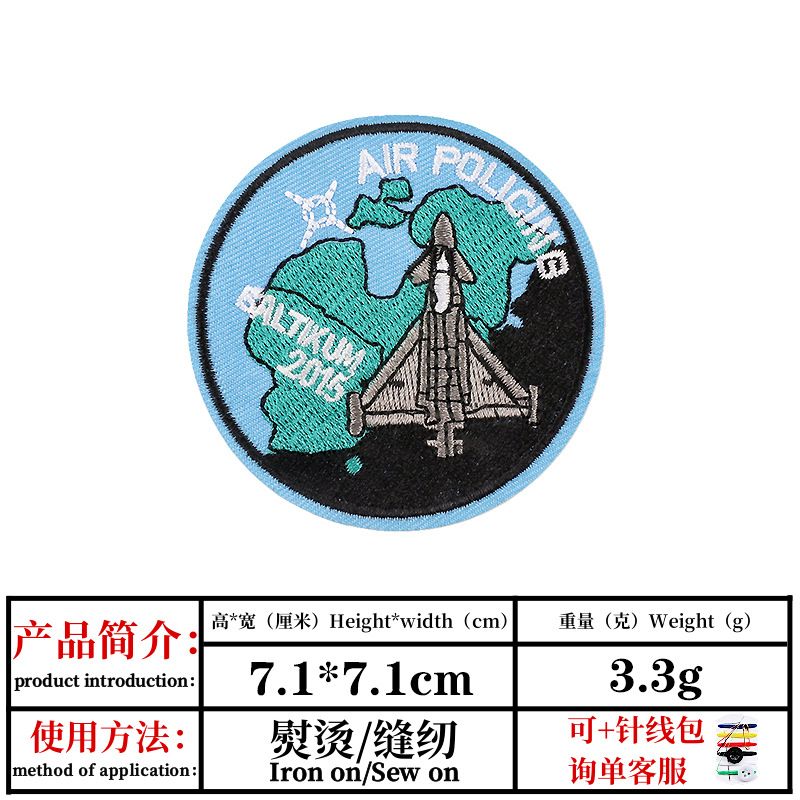 AIR POLICING
BALTIKUM
2015
产品简介：
product introduction:
高*宽（厘米）Height*width（cm）
重量（克）Weight（g）
7.1*7.1cm
3.3g
使用方法：
method of application:
熨烫/缝纫
Iron on/Sew on
可+针线包
询单客服